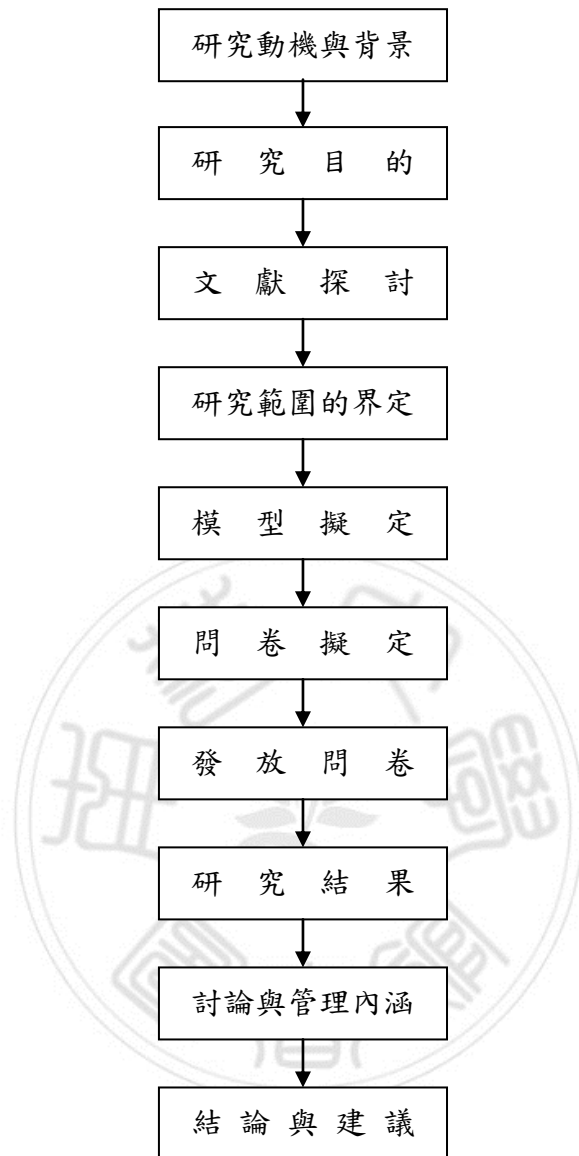 研究動機與背景
研究目的
文獻探討
研究範圍的界定
模型擬定
問卷擬定
發放問卷
研究結果
討論與管理內涵
結論與建議